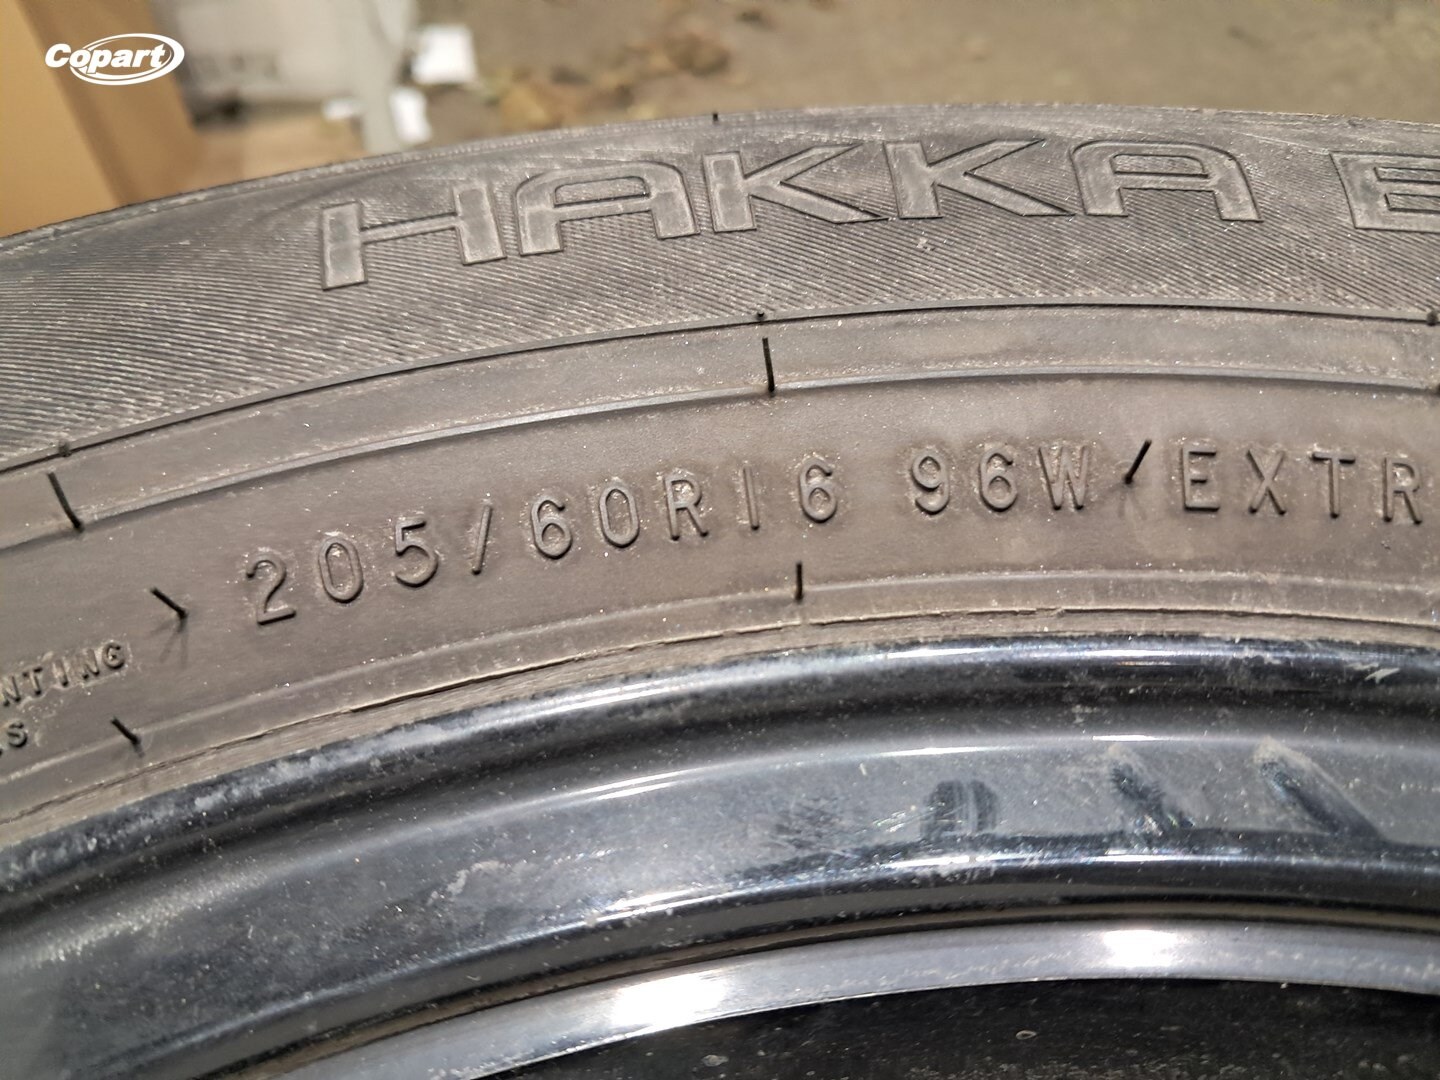 Copart
HAKKA
205/60R16 96W EXTR
NTING
S